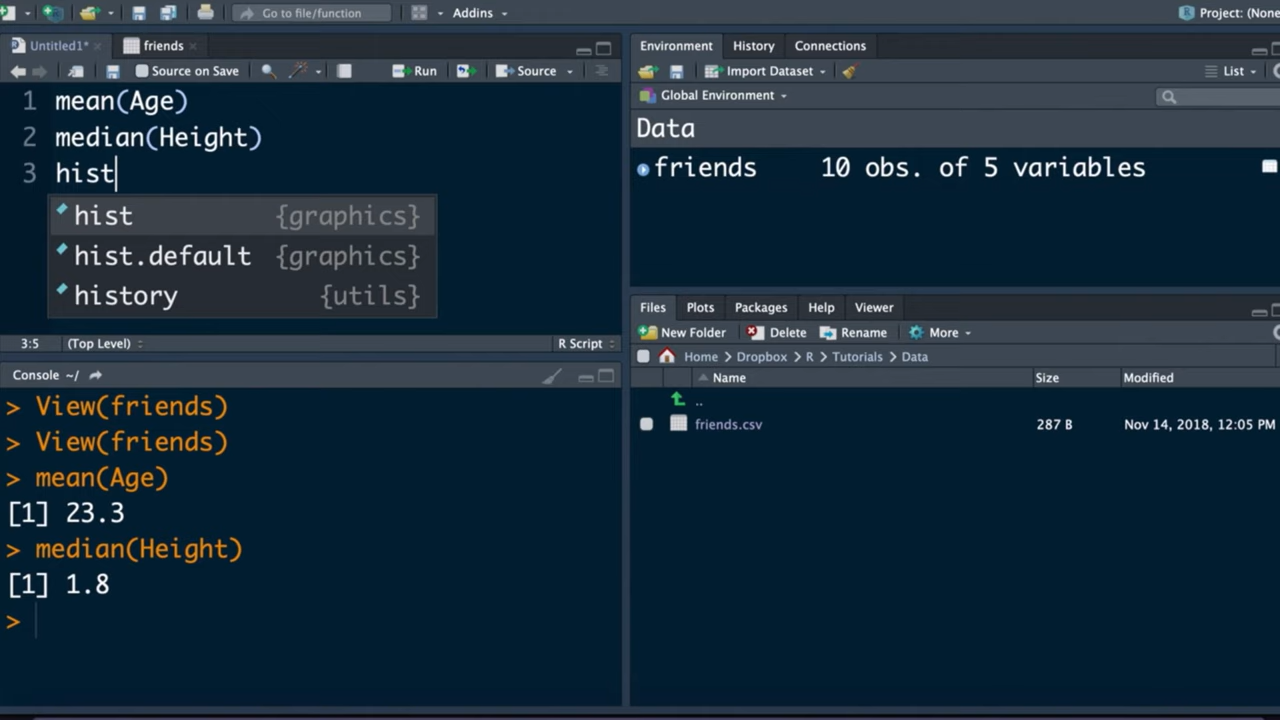 Go to file/function Addins Project: (None
Untitled1* friends
Source on Save Run Source
1 mean(Age)
2 median(Height)
3 hist
hist {graphics}
hist.default {graphics}
history {utils}
3:5 (Top Level) R Script
Console ~/
> View(friends)
> View(friends)
> mean(Age)
[1] 23.3
> median(Height)
[1] 1.8
>
Environment History Connections
Import Dataset List
Global Environment
Data
friends 10 obs. of 5 variables
Files Plots Packages Help Viewer
New Folder Delete Rename More
Home > Dropbox > R > Tutorials > Data
Name Size Modified
..
friends.csv 287 B Nov 14, 2018, 12:05 PM